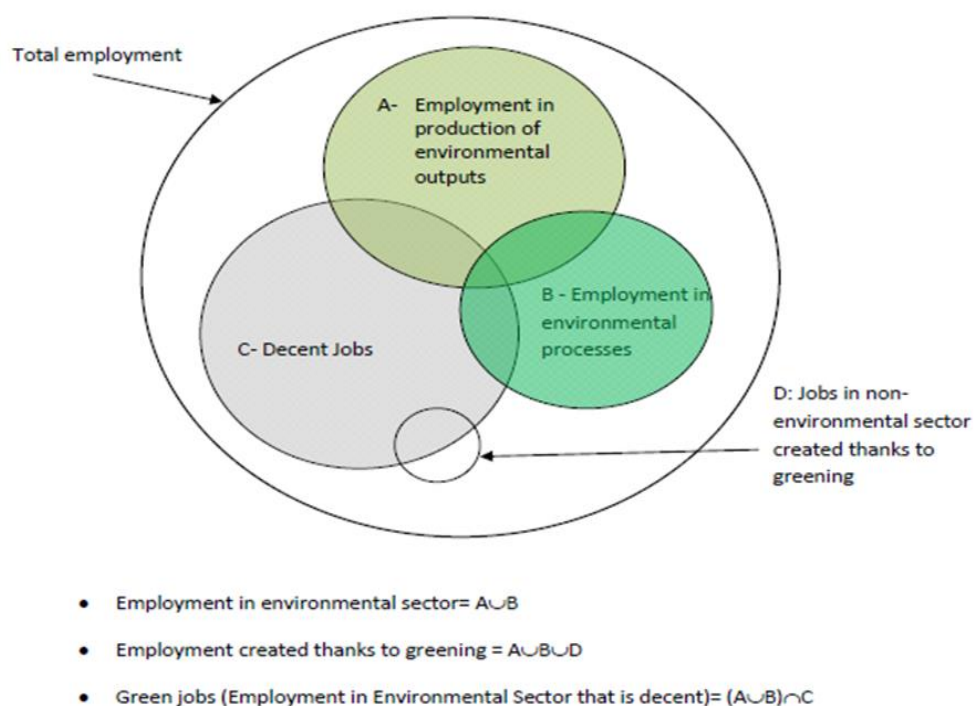 Total employment
A- Employment in
production of
environmental
outputs
B - Employment in
environmental
processes
C- Decent Jobs
D: Jobs in non-
environmental sector
created thanks to
greening
• Employment in environmental sector= A∪B
• Employment created thanks to greening = A∪B∪D
• Green jobs (Employment in Environmental Sector that is decent)= (A∪B)∩C